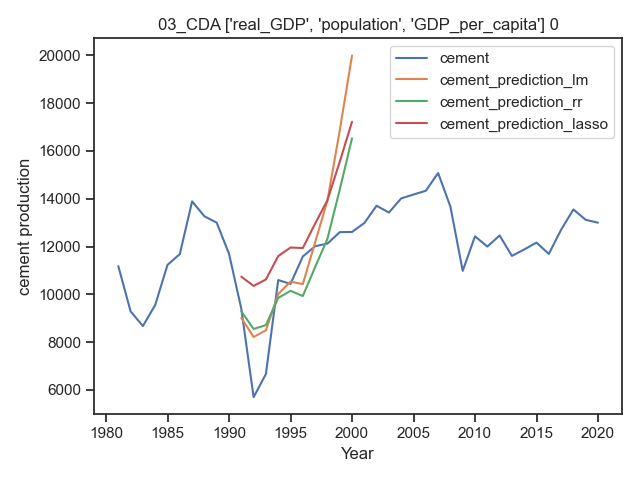 03_CDA ['real_GDP', 'population', 'GDP_per_capita'] 0
cement
cement_prediction_lm
cement_prediction_rr
cement_prediction_lasso
cement production
20000
18000
16000
14000
12000
10000
8000
6000
1980 1985 1990 1995 2000 2005 2010 2015 2020
Year